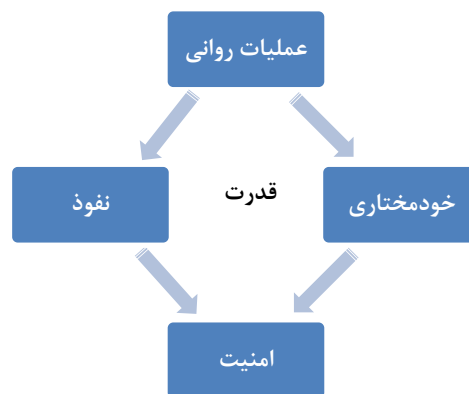 عملیات روانی
خودمختاری
قدرت
نفوذ
امنیت